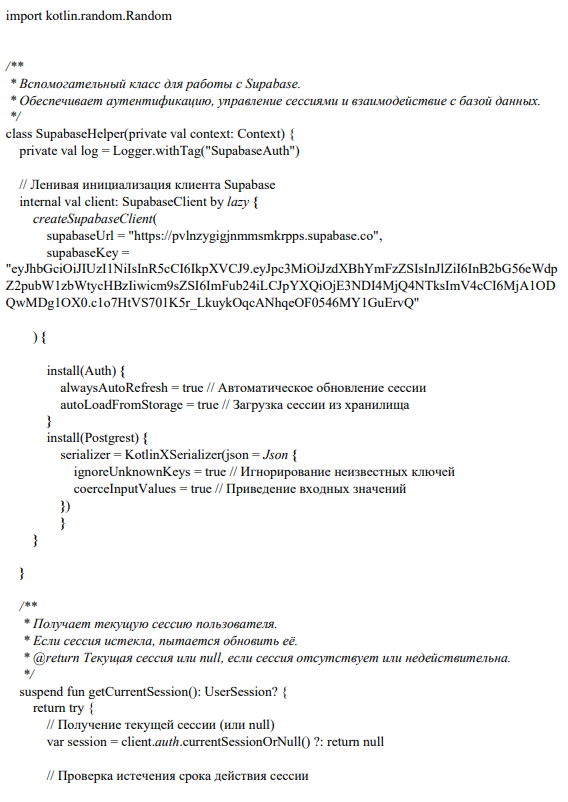 import kotlin.random.Random
/**
* Вспомогательный класс для работы с Supabase.
* Обеспечивает аутентификацию, управление сессиями и взаимодействие с базой данных.
*/
class SupabaseHelper(private val context: Context) {
private val log = Logger.withTag("SupabaseAuth")
// Ленивая инициализация клиента Supabase
internal val client: SupabaseClient by lazy {
createSupabaseClient(
supabaseUrl = "https://pvlnzygigjnmmsmkrpps.supabase.co",
supabaseKey =
"eyJhbGciOiJIUzI1NiIsInR5cCI6IkpXVCJ9.eyJpc3MiOiJzdXBhYmFzZSIsInJlZiI6InB2bG56eWdp
Z2pubW1zbWtycHBzIiwicm9sZSI6ImFub24iLCJpYXQiOjE3NDI4MjQ4NTksImV4cCI6MjA1OD
QwMDg1OX0.c1o7HtVS701K5r_LkuykOqcANhqeOF0546MY1GuErvQ"
) {
install(Auth) {
alwaysAutoRefresh = true // Автоматическое обновление сессии
autoLoadFromStorage = true // Загрузка сессии из хранилища
}
install(Postgrest) {
serializer = KotlinXSerializer(json = Json {
ignoreUnknownKeys = true // Игнорирование неизвестных ключей
coerceInputValues = true // Приведение входных значений
})
}
}
}
/**
* Получает текущую сессию пользователя.
* Если сессия истекла, пытается обновить её.
* @return Текущая сессия или null, если сессия отсутствует или недействительна.
*/
suspend fun getCurrentSession(): UserSession? {
return try {
// Получение текущей сессии (или null)
var session = client.auth.currentSessionOrNull() ?: return null
// Проверка истечения срока действия сессии